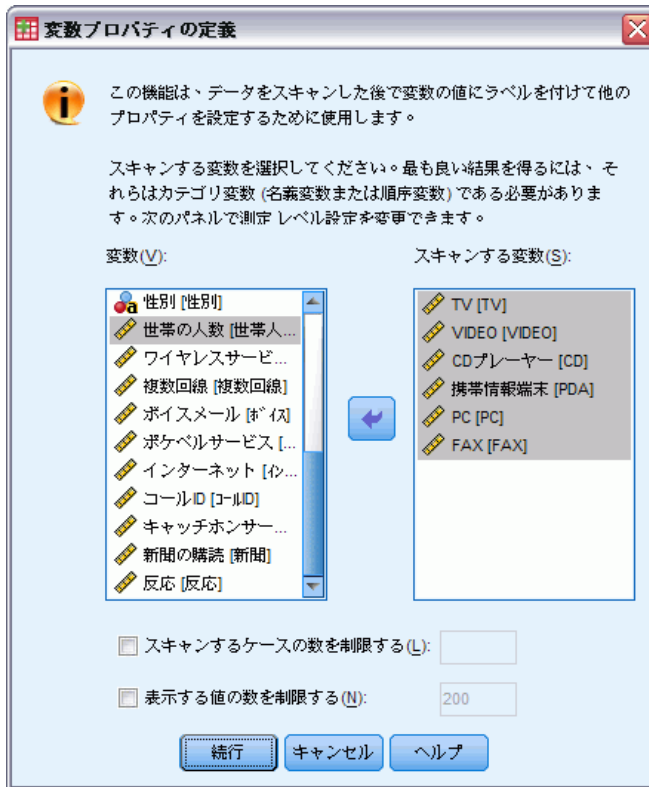 変数プロパティの定義
この機能は、データをスキャンした後で変数の値にラベルを付けて他の
プロパティを設定するために使用します。
スキャンする変数を選択してください。最も良い結果を得るには、そ
れらはカテゴリ変数 (名義変数または順序変数) である必要がありま
す。次のパネルで測定 レベル設定を変更できます。
変数(V):
性別 [性別]
世帯の人数 [世帯人...
ワイヤレスサービ...
複数回線 [複数回線]
ボイスメール [ボイス]
ポケベルサービス [...
インターネット [イン...
コールID [コールID]
キャッチホンサー...
新聞の購読 [新聞]
反応 [反応]
スキャンする変数(S):
TV [TV]
VIDEO [VIDEO]
CDプレーヤー [CD]
携帯情報端末 [PDA]
PC [PC]
FAX [FAX]
スキャンするケースの数を制限する(L):
表示する値の数を制限する(N): 200
続行 キャンセル ヘルプ